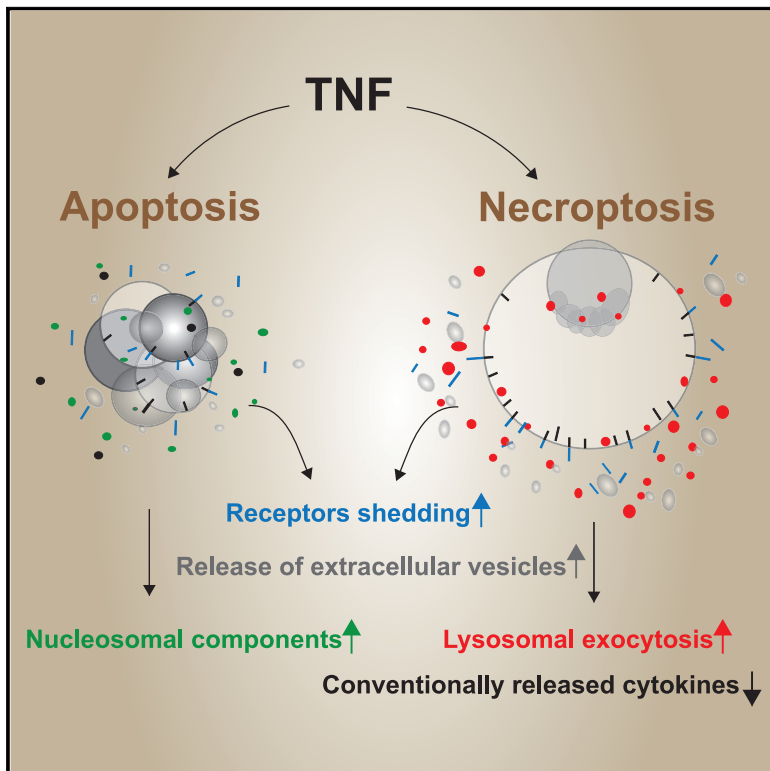 TNF
Apoptosis
Necroptosis
Receptors shedding
Release of extracellular vesicles
Nucleosomal components
Lysosomal exocytosis
Conventionally released cytokines